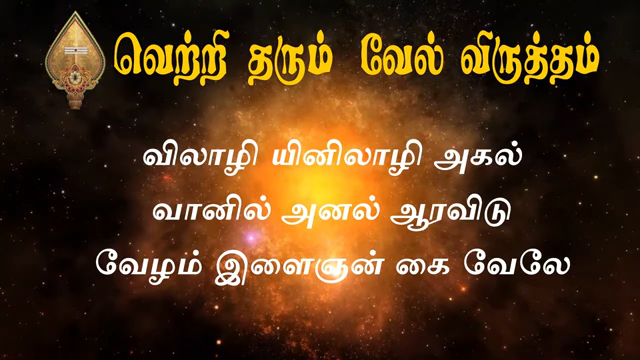 வெற்றி தரும் வேல் விருத்தம்
விலாழி யினிலாழி அகல்
வானில் அனல் ஆரவிடு
வேழம் இளைஞன் கை வேலே